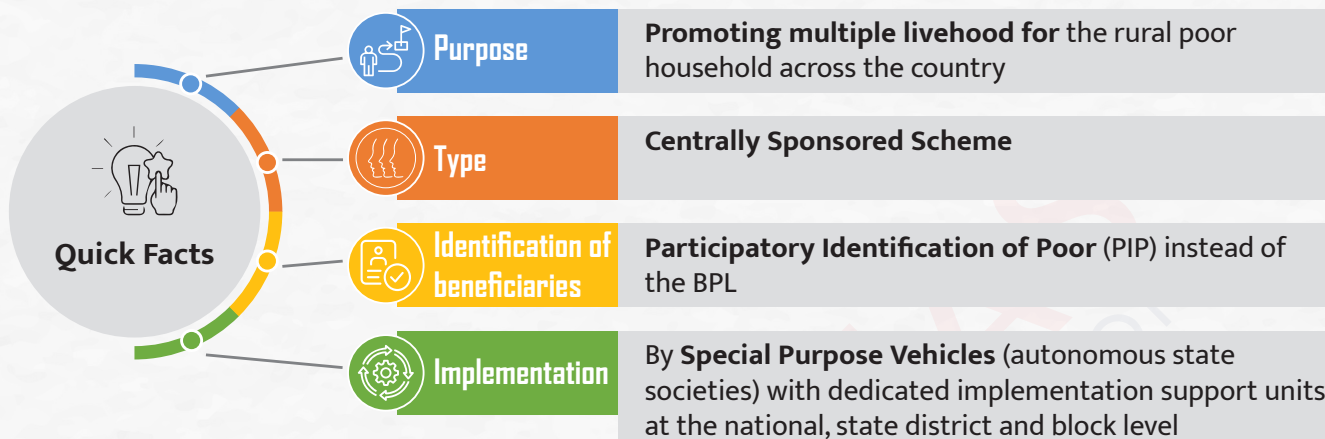 Quick Facts
Purpose
Promoting multiple livehood for the rural poor
household across the country
Type
Centrally Sponsored Scheme
Identification of
beneficiaries
Participatory Identification of Poor (PIP) instead of
the BPL
Implementation
By Special Purpose Vehicles (autonomous state
societies) with dedicated implementation support units
at the national, state district and block level